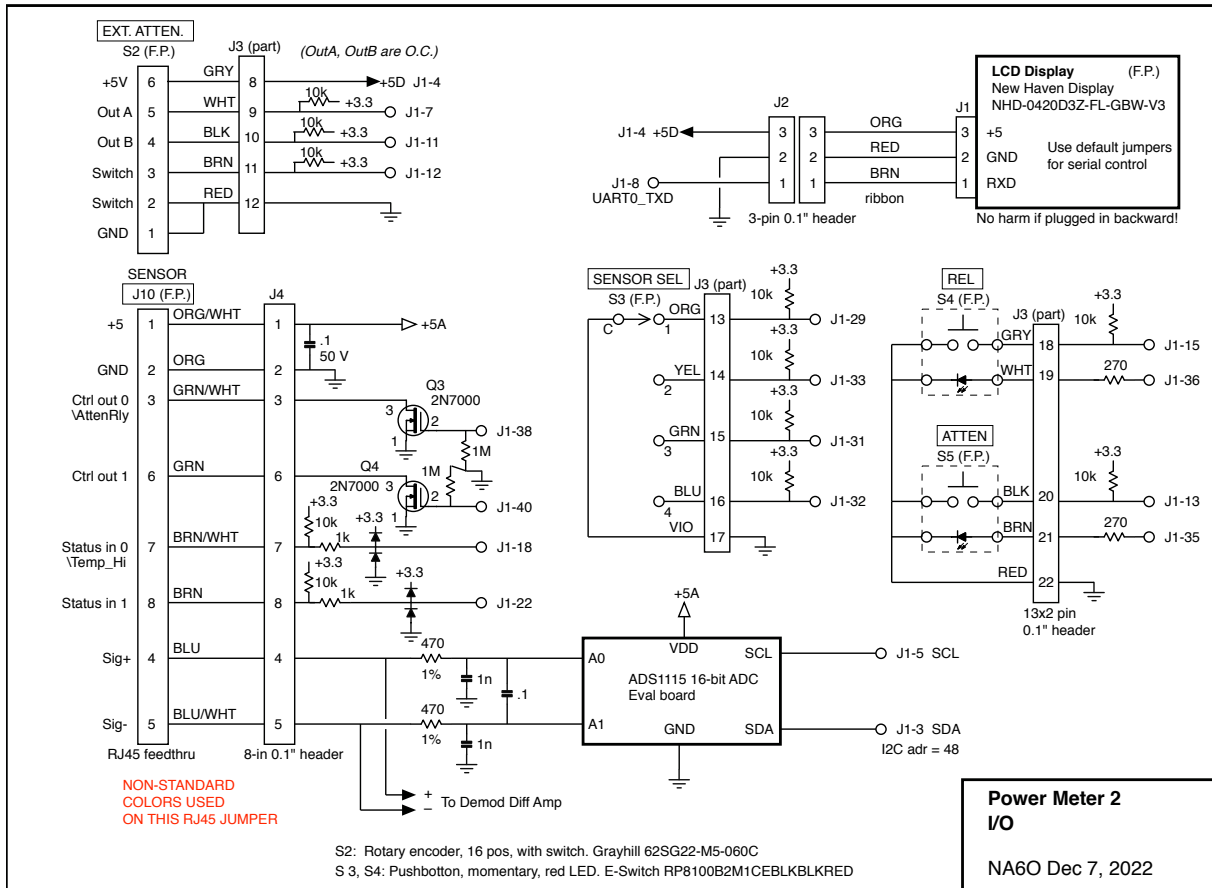 EXT. ATTEN.
S2 (F.P.)
J3 (part)
(OutA, OutB are O.C.)
+5V 6 GRY 8 +5D J1-4
Out A 5 WHT 9 10k +3.3 J1-7
Out B 4 BLK 10 10k +3.3 J1-11
Switch 3 BRN 11 10k +3.3 J1-12
Switch 2 RED 12
GND 1
J2
J1
J1-4 +5D 3 3 ORG 3 +5
2 2 RED 2 GND
J1-8 1 1 BRN 1 RXD
UART0_TXD
ribbon
3-pin 0.1" header
LCD Display (F.P.)
New Haven Display
NHD-0420D3Z-FL-GBW-V3
Use default jumpers
for serial control
No harm if plugged in backward!
SENSOR
J10 (F.P.)
J4
+5 1 ORG/WHT 1 +5A
.1
50 V
GND 2 ORG 2
Ctrl out 0 3 GRN/WHT 3
\AttenRly
Q3
2N7000
3 2 1 J1-38
1M
Ctrl out 1 6 GRN 6
Q4
2N7000
1M
3 2 1 J1-40
+3.3
10k
Status in 0 7 BRN/WHT 7 1k +3.3 J1-18
\Temp_Hi
+3.3
10k
Status in 1 8 BRN 8 1k +3.3 J1-22
Sig+ 4 BLU 4 470 1% 1n .1
Sig- 5 BLU/WHT 5 470 1% 1n
RJ45 feedthru
8-in 0.1" header
NON-STANDARD
COLORS USED
ON THIS RJ45 JUMPER
+
–
To Demod Diff Amp
SENSOR SEL
S3 (F.P.)
J3 (part)
C 1 ORG 13 10k +3.3 J1-29
2 YEL 14 10k +3.3 J1-33
3 GRN 15 10k +3.3 J1-31
4 BLU 16 10k +3.3 J1-32
VIO 17
REL
S4 (F.P.)
J3 (part)
+3.3
10k
GRY 18 J1-15
WHT 19 270 J1-36
ATTEN
S5 (F.P.)
+3.3
10k
BLK 20 J1-13
BRN 21 270 J1-35
RED 22
13x2 pin
0.1" header
+5A
VDD
A0 SCL J1-5 SCL
ADS1115 16-bit ADC
Eval board
A1 GND SDA J1-3 SDA
I2C adr = 48
S2: Rotary encoder, 16 pos, with switch. Grayhill 62SG22-M5-060C
S 3, S4: Pushbotton, momentary, red LED. E-Switch RP8100B2M1CEBLKBLKRED
Power Meter 2
I/O
NA6O Dec 7, 2022